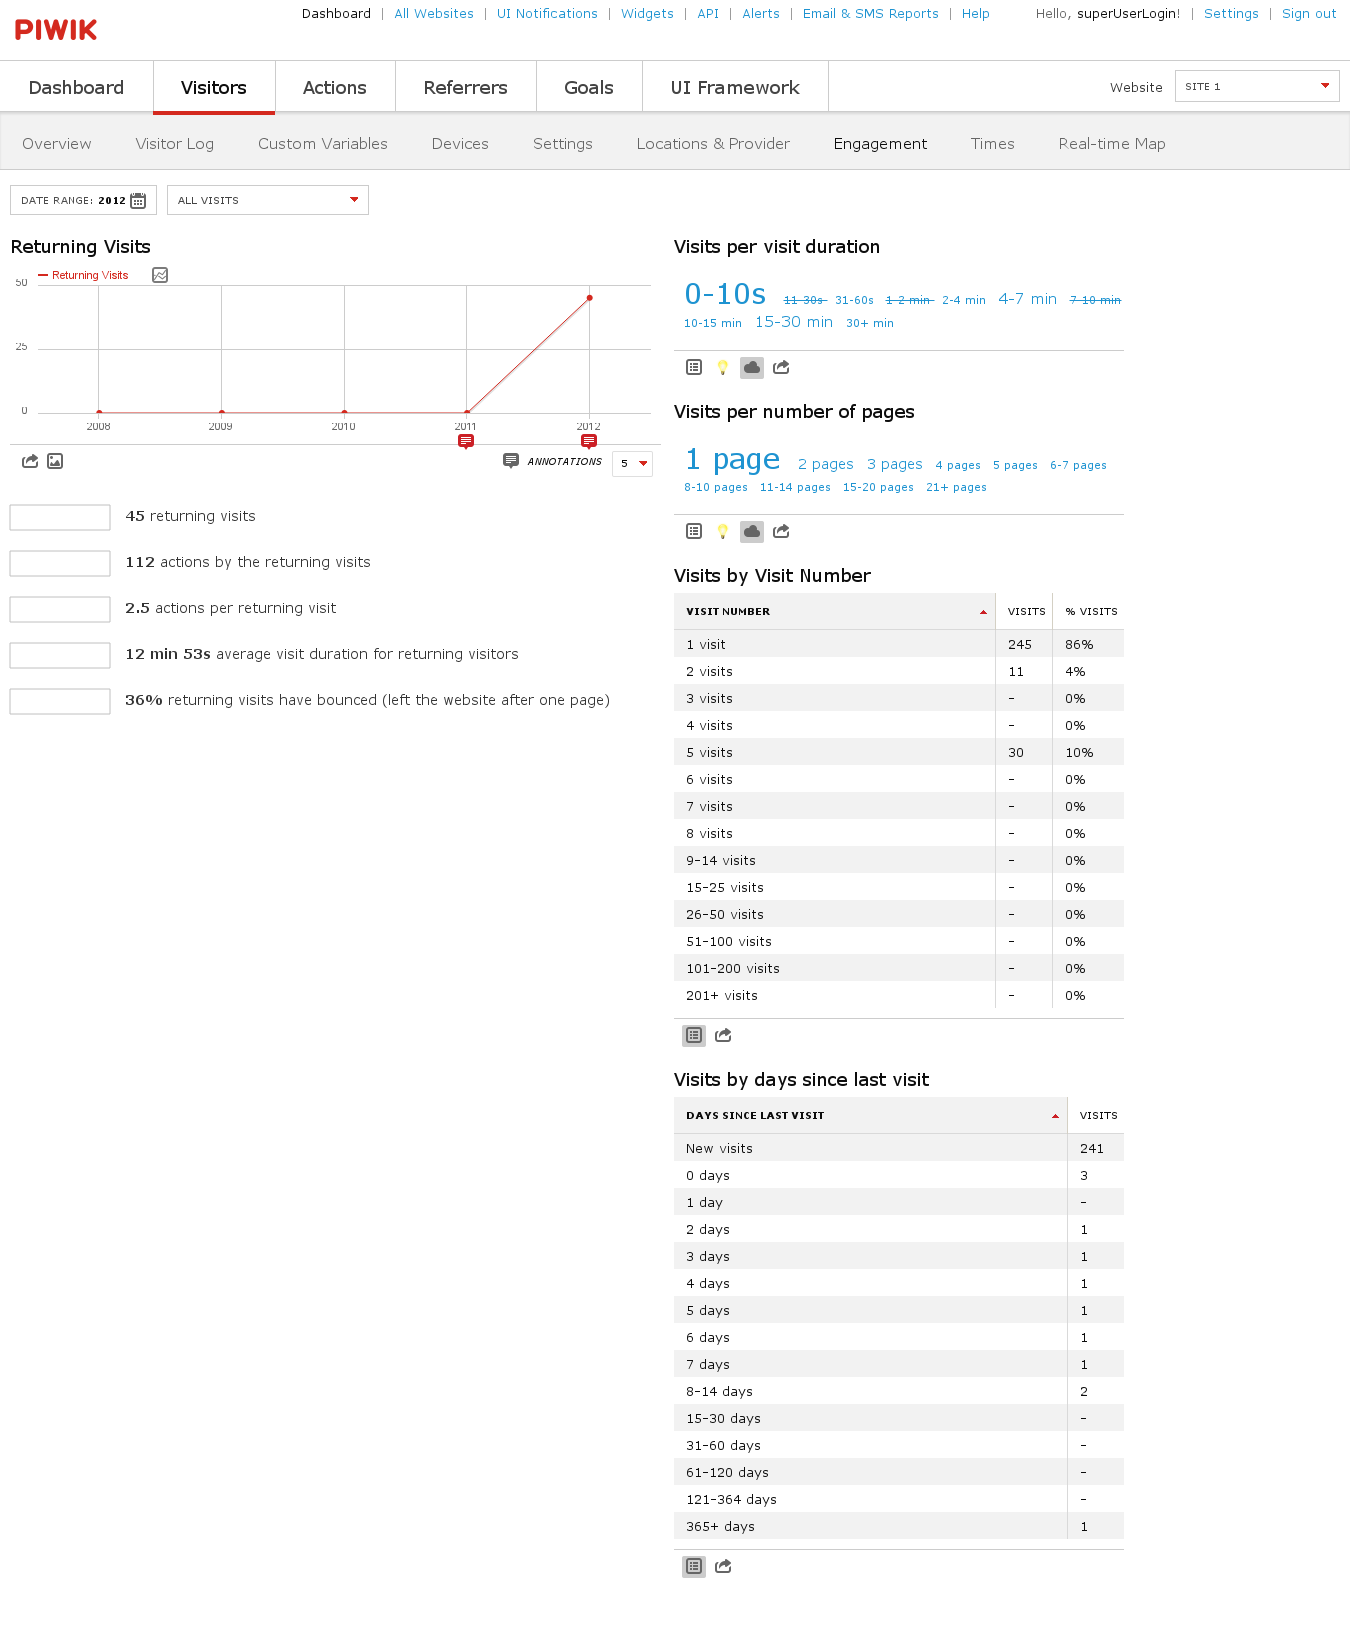 Dashboard | All Websites | UI Notifications | Widgets | API | Alerts | Email & SMS Reports | Help
Hello, superUserLogin! | Settings | Sign out
PIWIK
Dashboard Visitors Actions Referrers Goals UI Framework
Website SITE 1
Overview Visitor Log Custom Variables Devices Settings Locations & Provider Engagement Times Real-time Map
DATE RANGE: 2012
ALL VISITS
Returning Visits
Returning Visits
50
25
0
2008 2009 2010 2011 2012
ANNOTATIONS 5
45 returning visits
112 actions by the returning visits
2.5 actions per returning visit
12 min 53s average visit duration for returning visitors
36% returning visits have bounced (left the website after one page)
Visits per visit duration
0-10s 11-30s 31-60s 1-2 min 2-4 min 4-7 min 7-10 min
10-15 min 15-30 min 30+ min
Visits per number of pages
1 page 2 pages 3 pages 4 pages 5 pages 6-7 pages
8-10 pages 11-14 pages 15-20 pages 21+ pages
Visits by Visit Number
VISIT NUMBER VISITS % VISITS
1 visit 245 86%
2 visits 11 4%
3 visits - 0%
4 visits - 0%
5 visits 30 10%
6 visits - 0%
7 visits - 0%
8 visits - 0%
9-14 visits - 0%
15-25 visits - 0%
26-50 visits - 0%
51-100 visits - 0%
101-200 visits - 0%
201+ visits - 0%
Visits by days since last visit
DAYS SINCE LAST VISIT VISITS
New visits 241
0 days 3
1 day -
2 days 1
3 days 1
4 days 1
5 days 1
6 days 1
7 days 1
8-14 days 2
15-30 days -
31-60 days -
61-120 days -
121-364 days -
365+ days 1